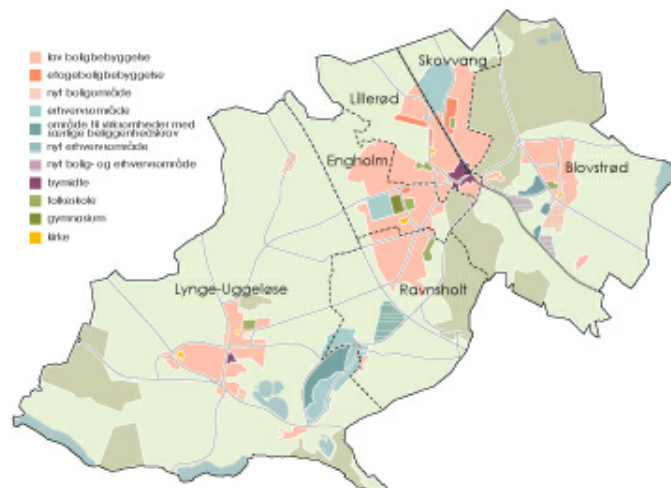 lav boligbebyggelse
etageboligbebyggelse
nyt boligområde
erhvervsområde
område til virksomheder med
særlige beliggenhedskrav
nyt erhvervsområde
nyt bolig- og erhvervsområde
bymidte
folkeskole
gymnasium
kirke
Skovvang
Lillerød
Engholm
Blovstrød
Lynge-Uggeløse
Ravnsholt